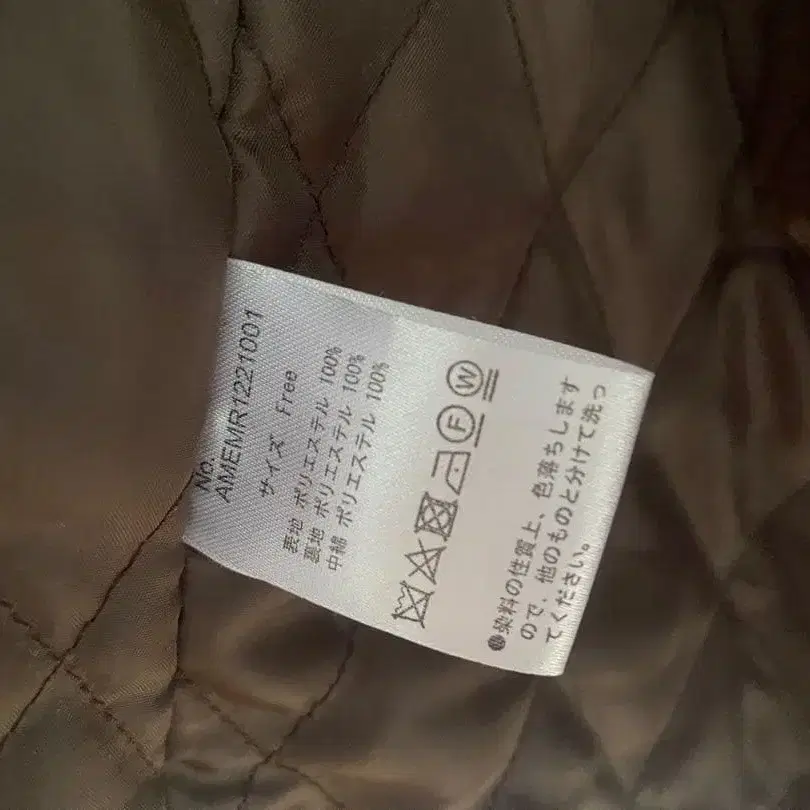 No.
AMEMR1221001
サイズ Free
表地 ポリエステル 100%
裏地 ポリエステル 100%
中綿 ポリエステル 100%
F W
●染料の性質上、色落ちします
ので、他のものと分けて洗っ
てください。